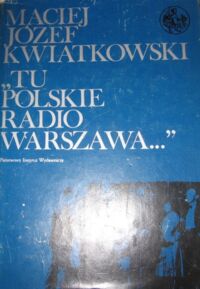 MACIEJ
JÓZEF
KWIATKOWSKI
„TU
POLSKIE
RADIO
WARSZAWA..."
Państwowy Instytut Wydawniczy